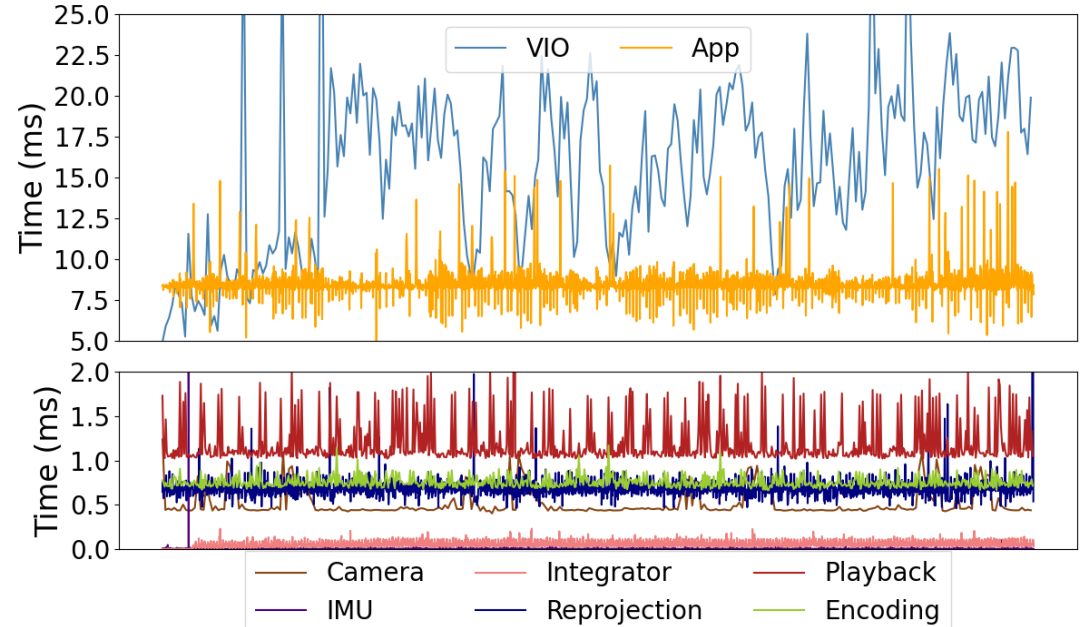 25.0
22.5
20.0
17.5
15.0
12.5
10.0
7.5
5.0
Time (ms)
VIO App
2.0
1.5
1.0
0.5
0.0
Time (ms)
Camera Integrator Playback
IMU Reprojection Encoding